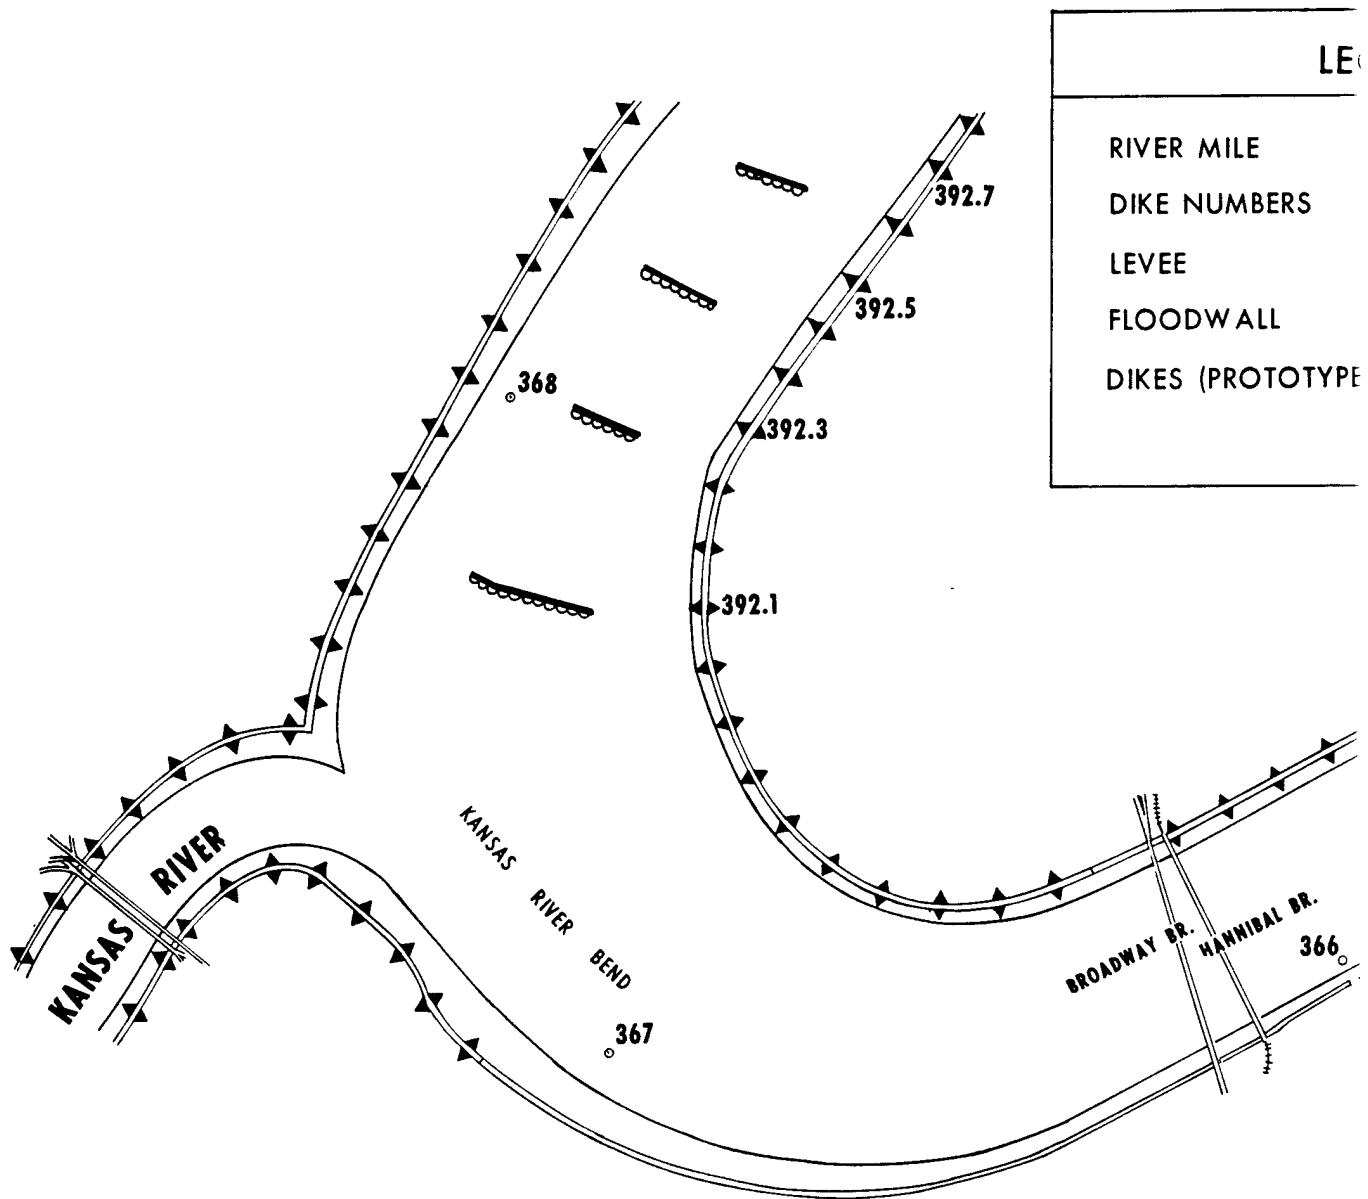 RIVER MILE
DIKE NUMBERS
LEVEE
FLOODWALL
DIKES (PROTOTYPE
392.7
392.5
368
392.3
392.1
KANSAS RIVER
KANSAS RIVER BEND
BROADWAY BR.
HANNIBAL BR.
366
367